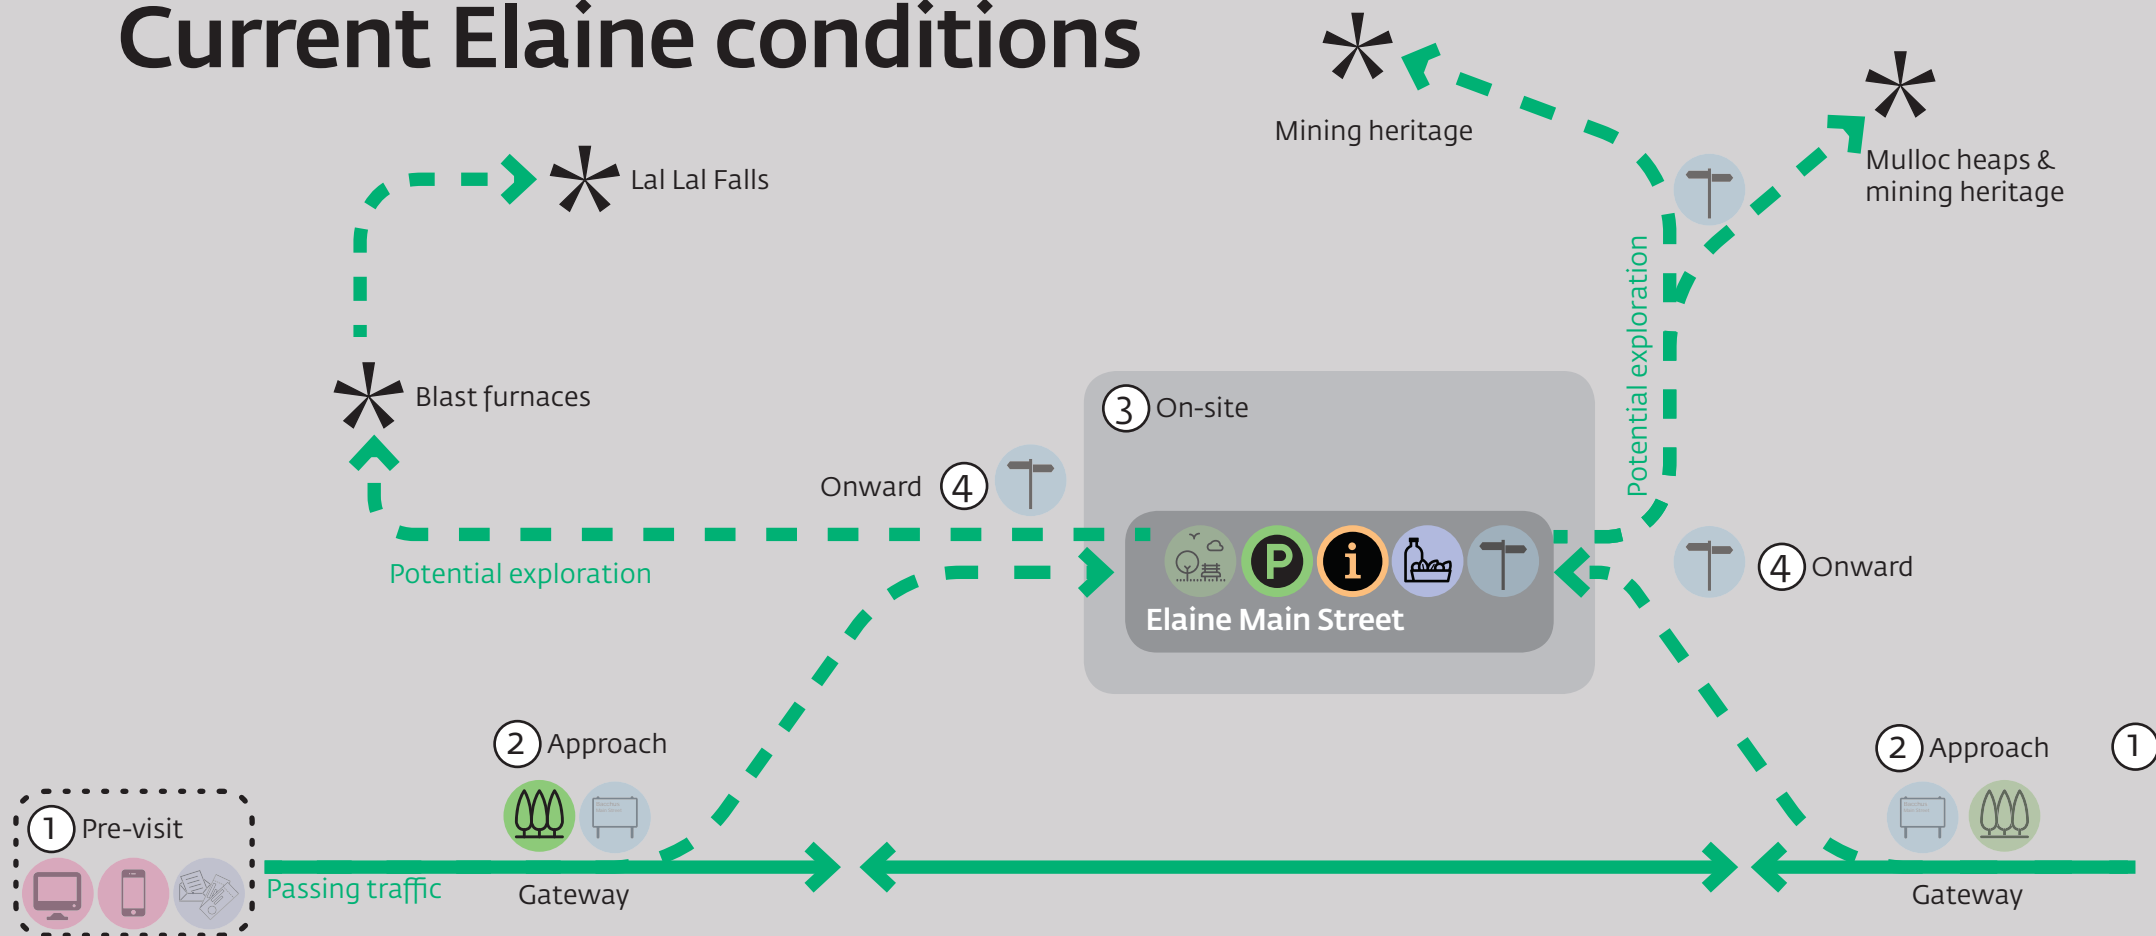 Current Elaine conditions
Mining heritage
Mulloc heaps &
mining heritage
Lal Lal Falls
Potential exploration
Blast furnaces
3 On-site
Onward 4
P i
Elaine Main Street
4 Onward
Potential exploration
2 Approach
2 Approach
1
1 Pre-visit
Passing traffic
Gateway
Gateway